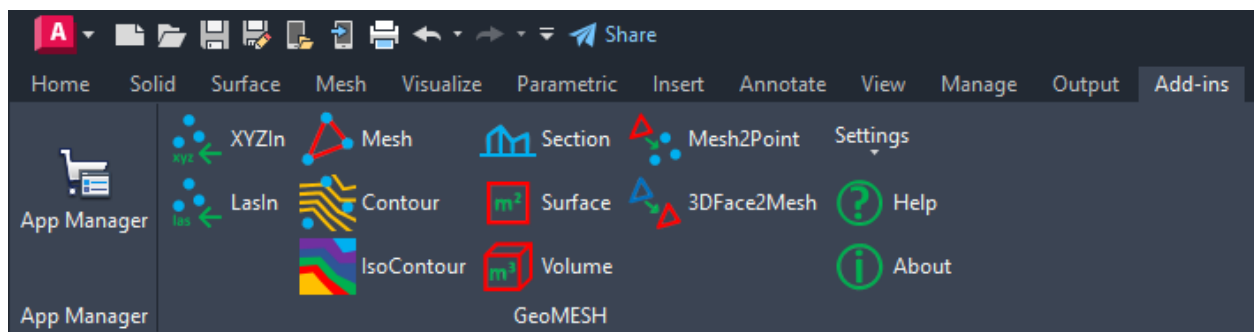 A
Share
Home Solid Surface Mesh Visualize Parametric Insert Annotate View Manage Output Add-ins
xyz XYZIn Mesh Section Mesh2Point Settings
las LasIn Contour m² Surface 3DFace2Mesh ? Help
App Manager
IsoContour m³ Volume i About
App Manager GeoMESH